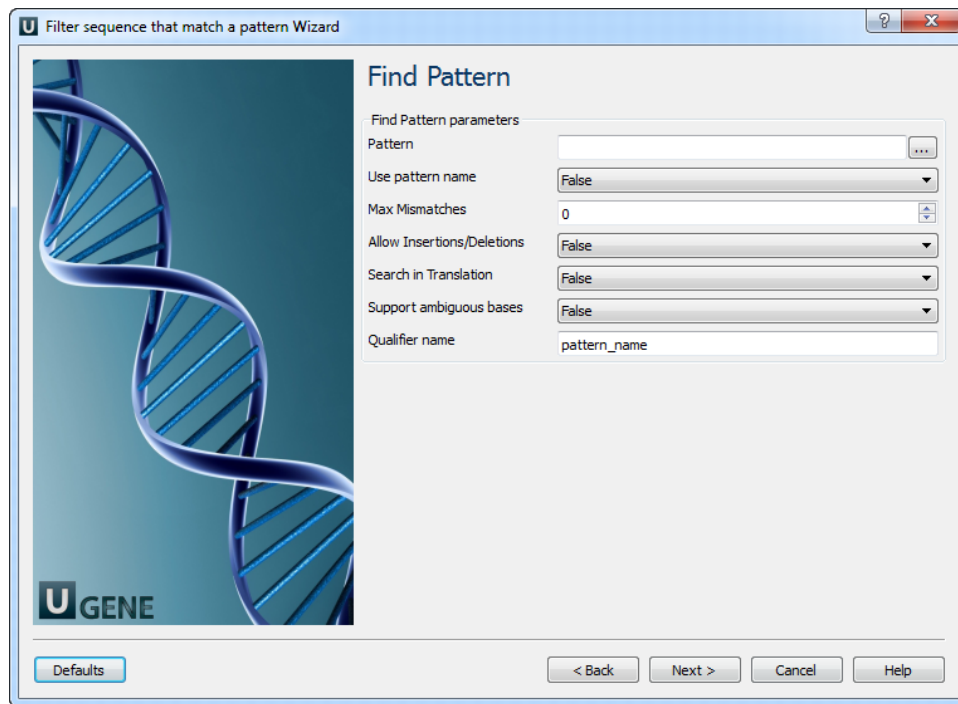 U Filter sequence that match a pattern Wizard
?
X
Find Pattern
Find Pattern parameters
Pattern
...
Use pattern name False
Max Mismatches 0
Allow Insertions/Deletions False
Search in Translation False
Support ambiguous bases False
Qualifier name pattern_name
U GENE
Defaults < Back Next > Cancel Help